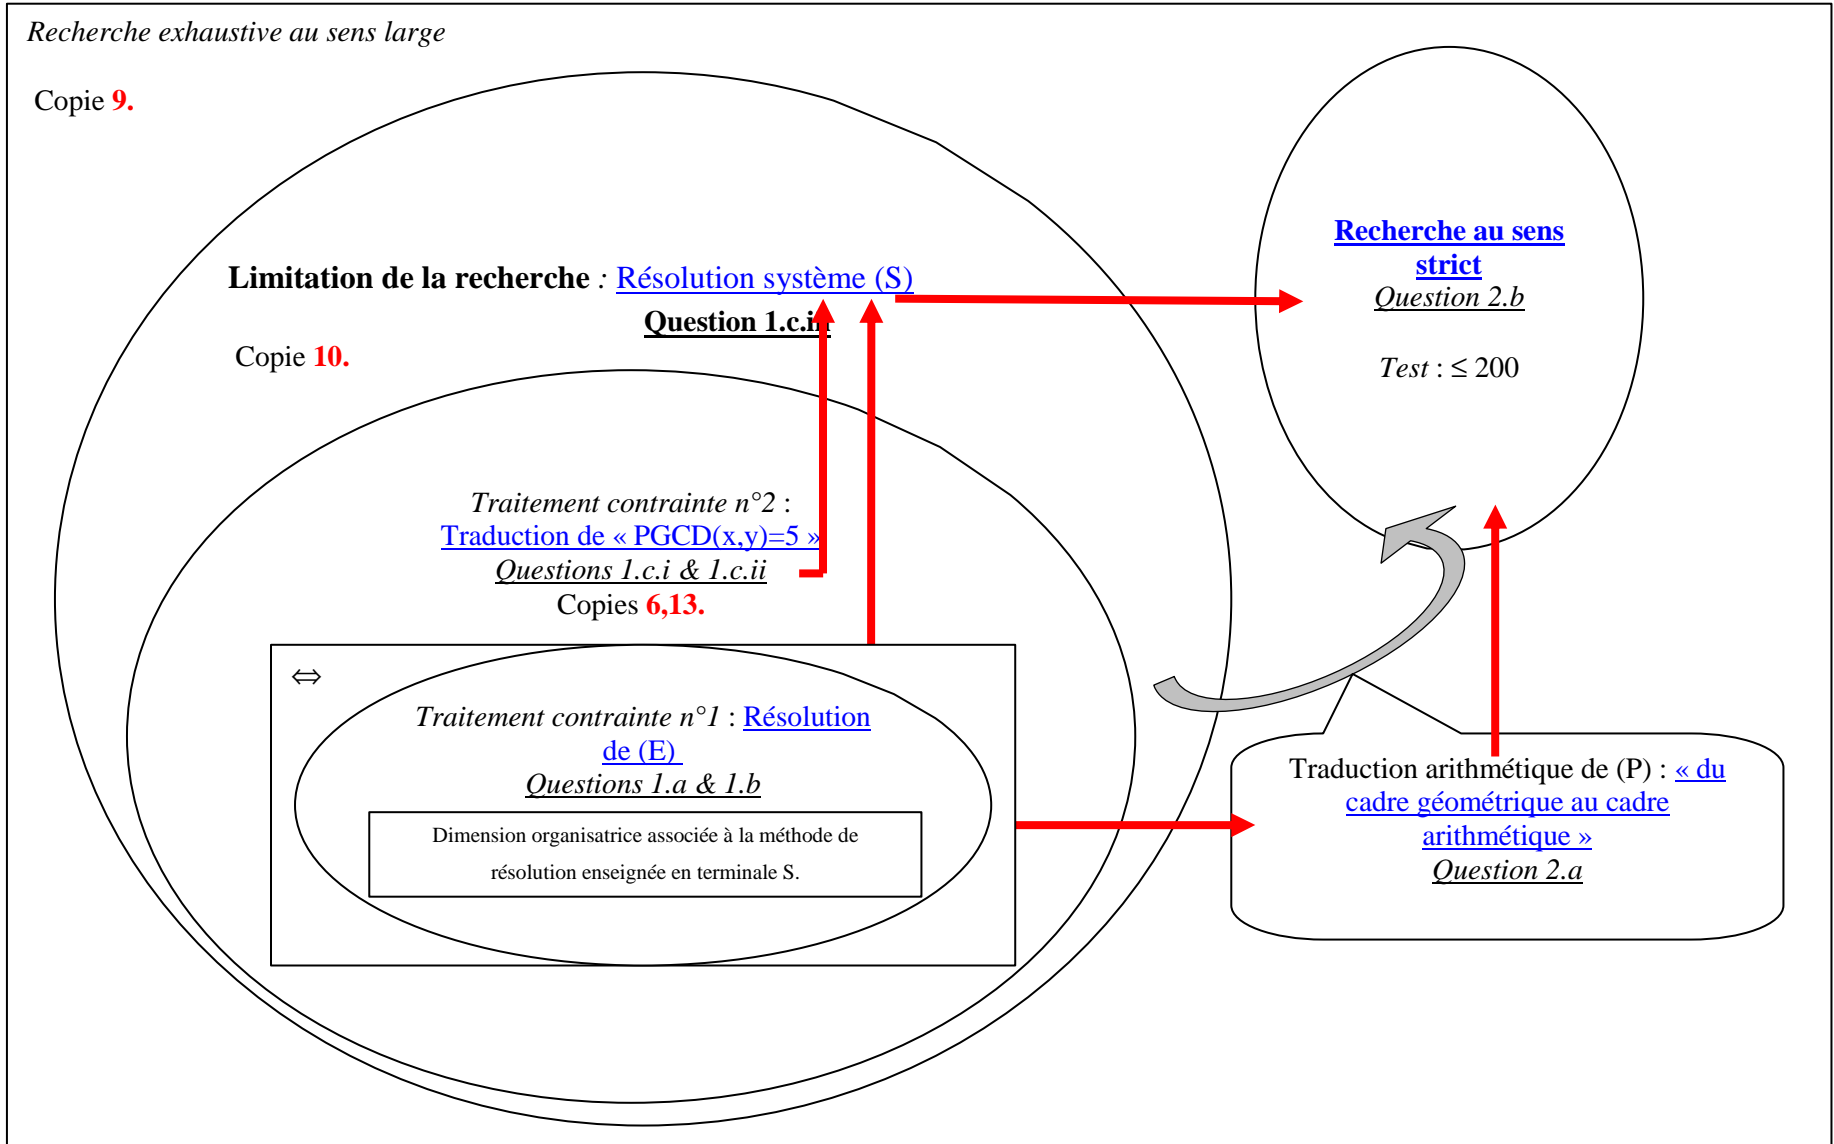 Recherche exhaustive au sens large
Copie 9.
Recherche au sens
strict
Question 2.b
Test : ≤ 200
Limitation de la recherche : Résolution système (S)
Question 1.c.iii
Copie 10.
Traitement contrainte n°2 :
Traduction de « PGCD(x,y)=5 »
Questions 1.c.i & 1.c.ii
Copies 6,13.
⇔
Traitement contrainte n°1 : Résolution
de (E)
Questions 1.a & 1.b
Dimension organisatrice associée à la méthode de
résolution enseignée en terminale S.
Traduction arithmétique de (P) : « du
cadre géométrique au cadre
arithmétique »
Question 2.a